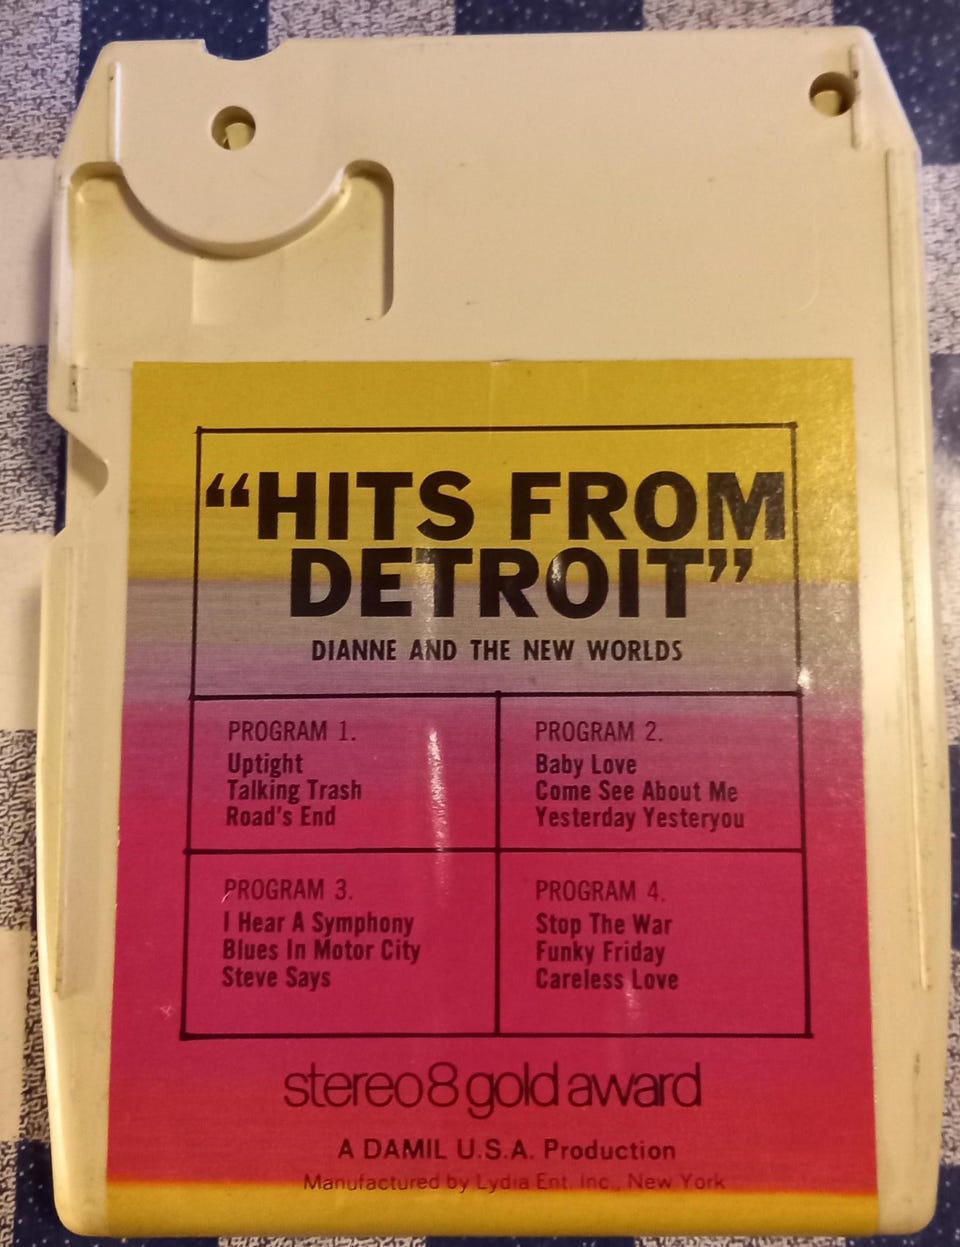 “HITS FROM
DETROIT”
DIANNE AND THE NEW WORLDS
PROGRAM 1.
Uptight
Talking Trash
Road's End
PROGRAM 2.
Baby Love
Come See About Me
Yesterday Yesteryou
PROGRAM 3.
I Hear A Symphony
Blues In Motor City
Steve Says
PROGRAM 4.
Stop The War
Funky Friday
Careless Love
stereo 8 gold award
A DAMIL U.S.A. Production
Manufactured by Lydia Ent. Inc., New York